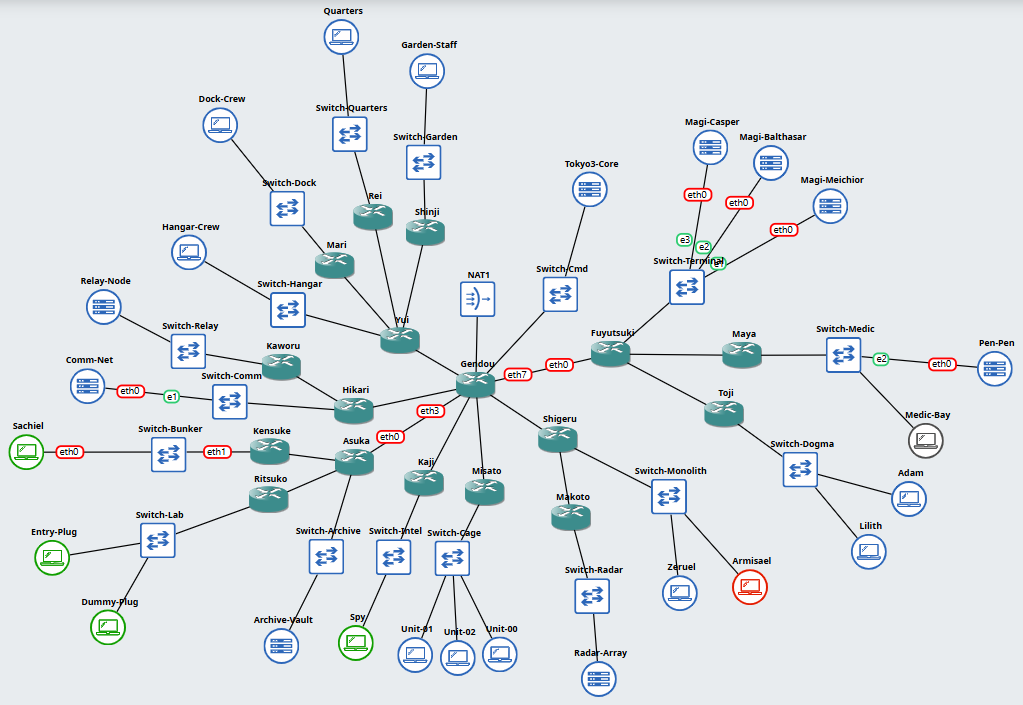 Quarters
Garden-Staff
Dock-Crew
Switch-Quarters
Magi-Casper
Switch-Garden
Magi-Balthasar
Tokyo3-Core
Magi-Meichior
Switch-Dock
Rei
eth0
eth0
Shinji
Hangar-Crew
eth0
Mari
e3
e2
Switch-Terminal
e1
Switch-Cmd
NAT1
Relay-Node
Switch-Hangar
Yui
Switch-Relay
Fuyutsuki
Maya
Switch-Medic
Pen-Pen
Kaworu
Comm-Net
Gendou
eth7
eth0
e2
eth0
Switch-Comm
eth0
e1
Hikari
Toji
eth3
Medic-Bay
Sachiel
Switch-Bunker
Kensuke
Asuka
eth0
Shigeru
Switch-Dogma
eth0
eth1
Kaji
Misato
Switch-Monolith
Adam
Ritsuko
Makoto
Switch-Lab
Entry-Plug
Switch-Archive
Switch-Intel
Switch-Cage
Lilith
Armisael
Zeruel
Switch-Radar
Dummy-Plug
Archive-Vault
Spy
Unit-01
Unit-02
Unit-00
Radar-Array